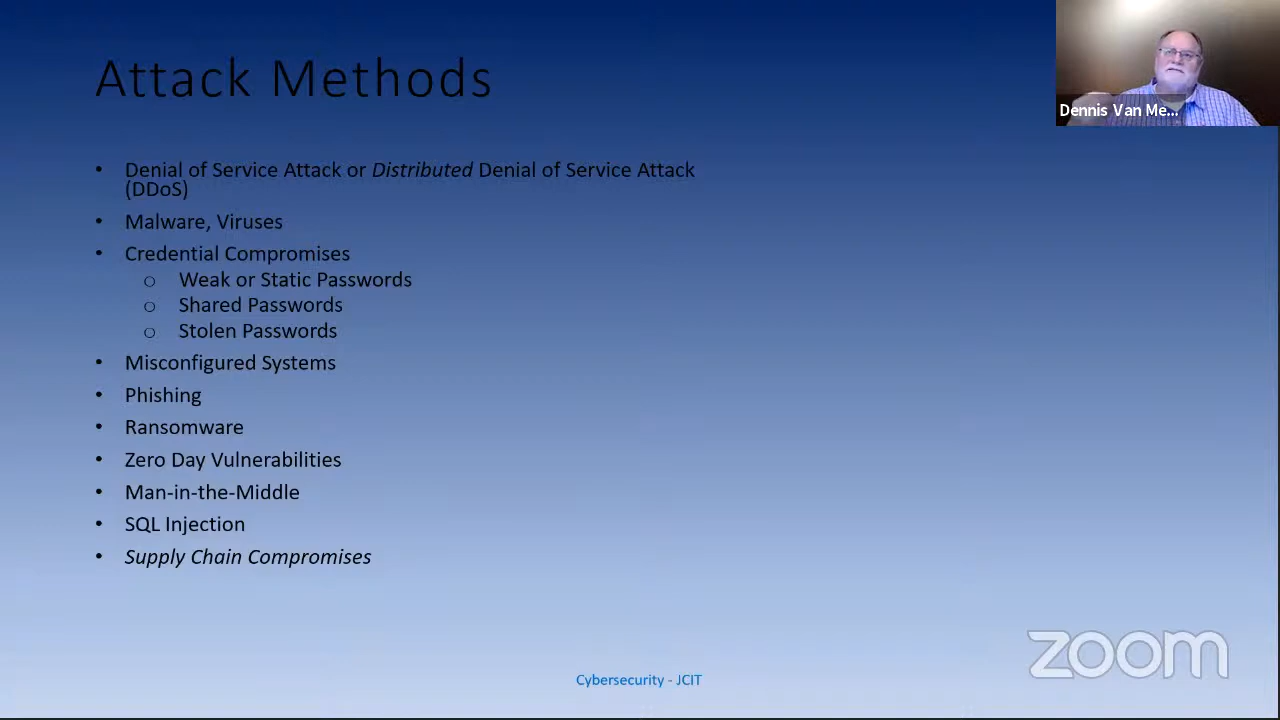 Attack Methods
Dennis Van Me...
• Denial of Service Attack or Distributed Denial of Service Attack
(DDoS)
• Malware, Viruses
• Credential Compromises
o Weak or Static Passwords
o Shared Passwords
o Stolen Passwords
• Misconfigured Systems
• Phishing
• Ransomware
• Zero Day Vulnerabilities
• Man-in-the-Middle
• SQL Injection
• Supply Chain Compromises
zoom
Cybersecurity - JCIT